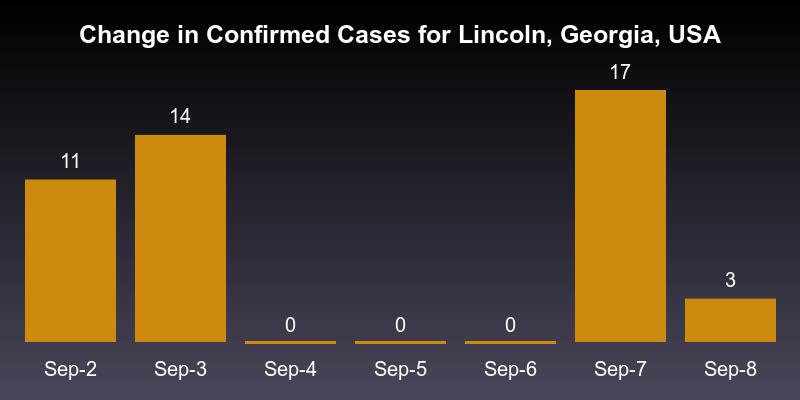 Change in Confirmed Cases for Lincoln, Georgia, USA
11
14
0
0
0
17
3
Sep-2
Sep-3
Sep-4
Sep-5
Sep-6
Sep-7
Sep-8